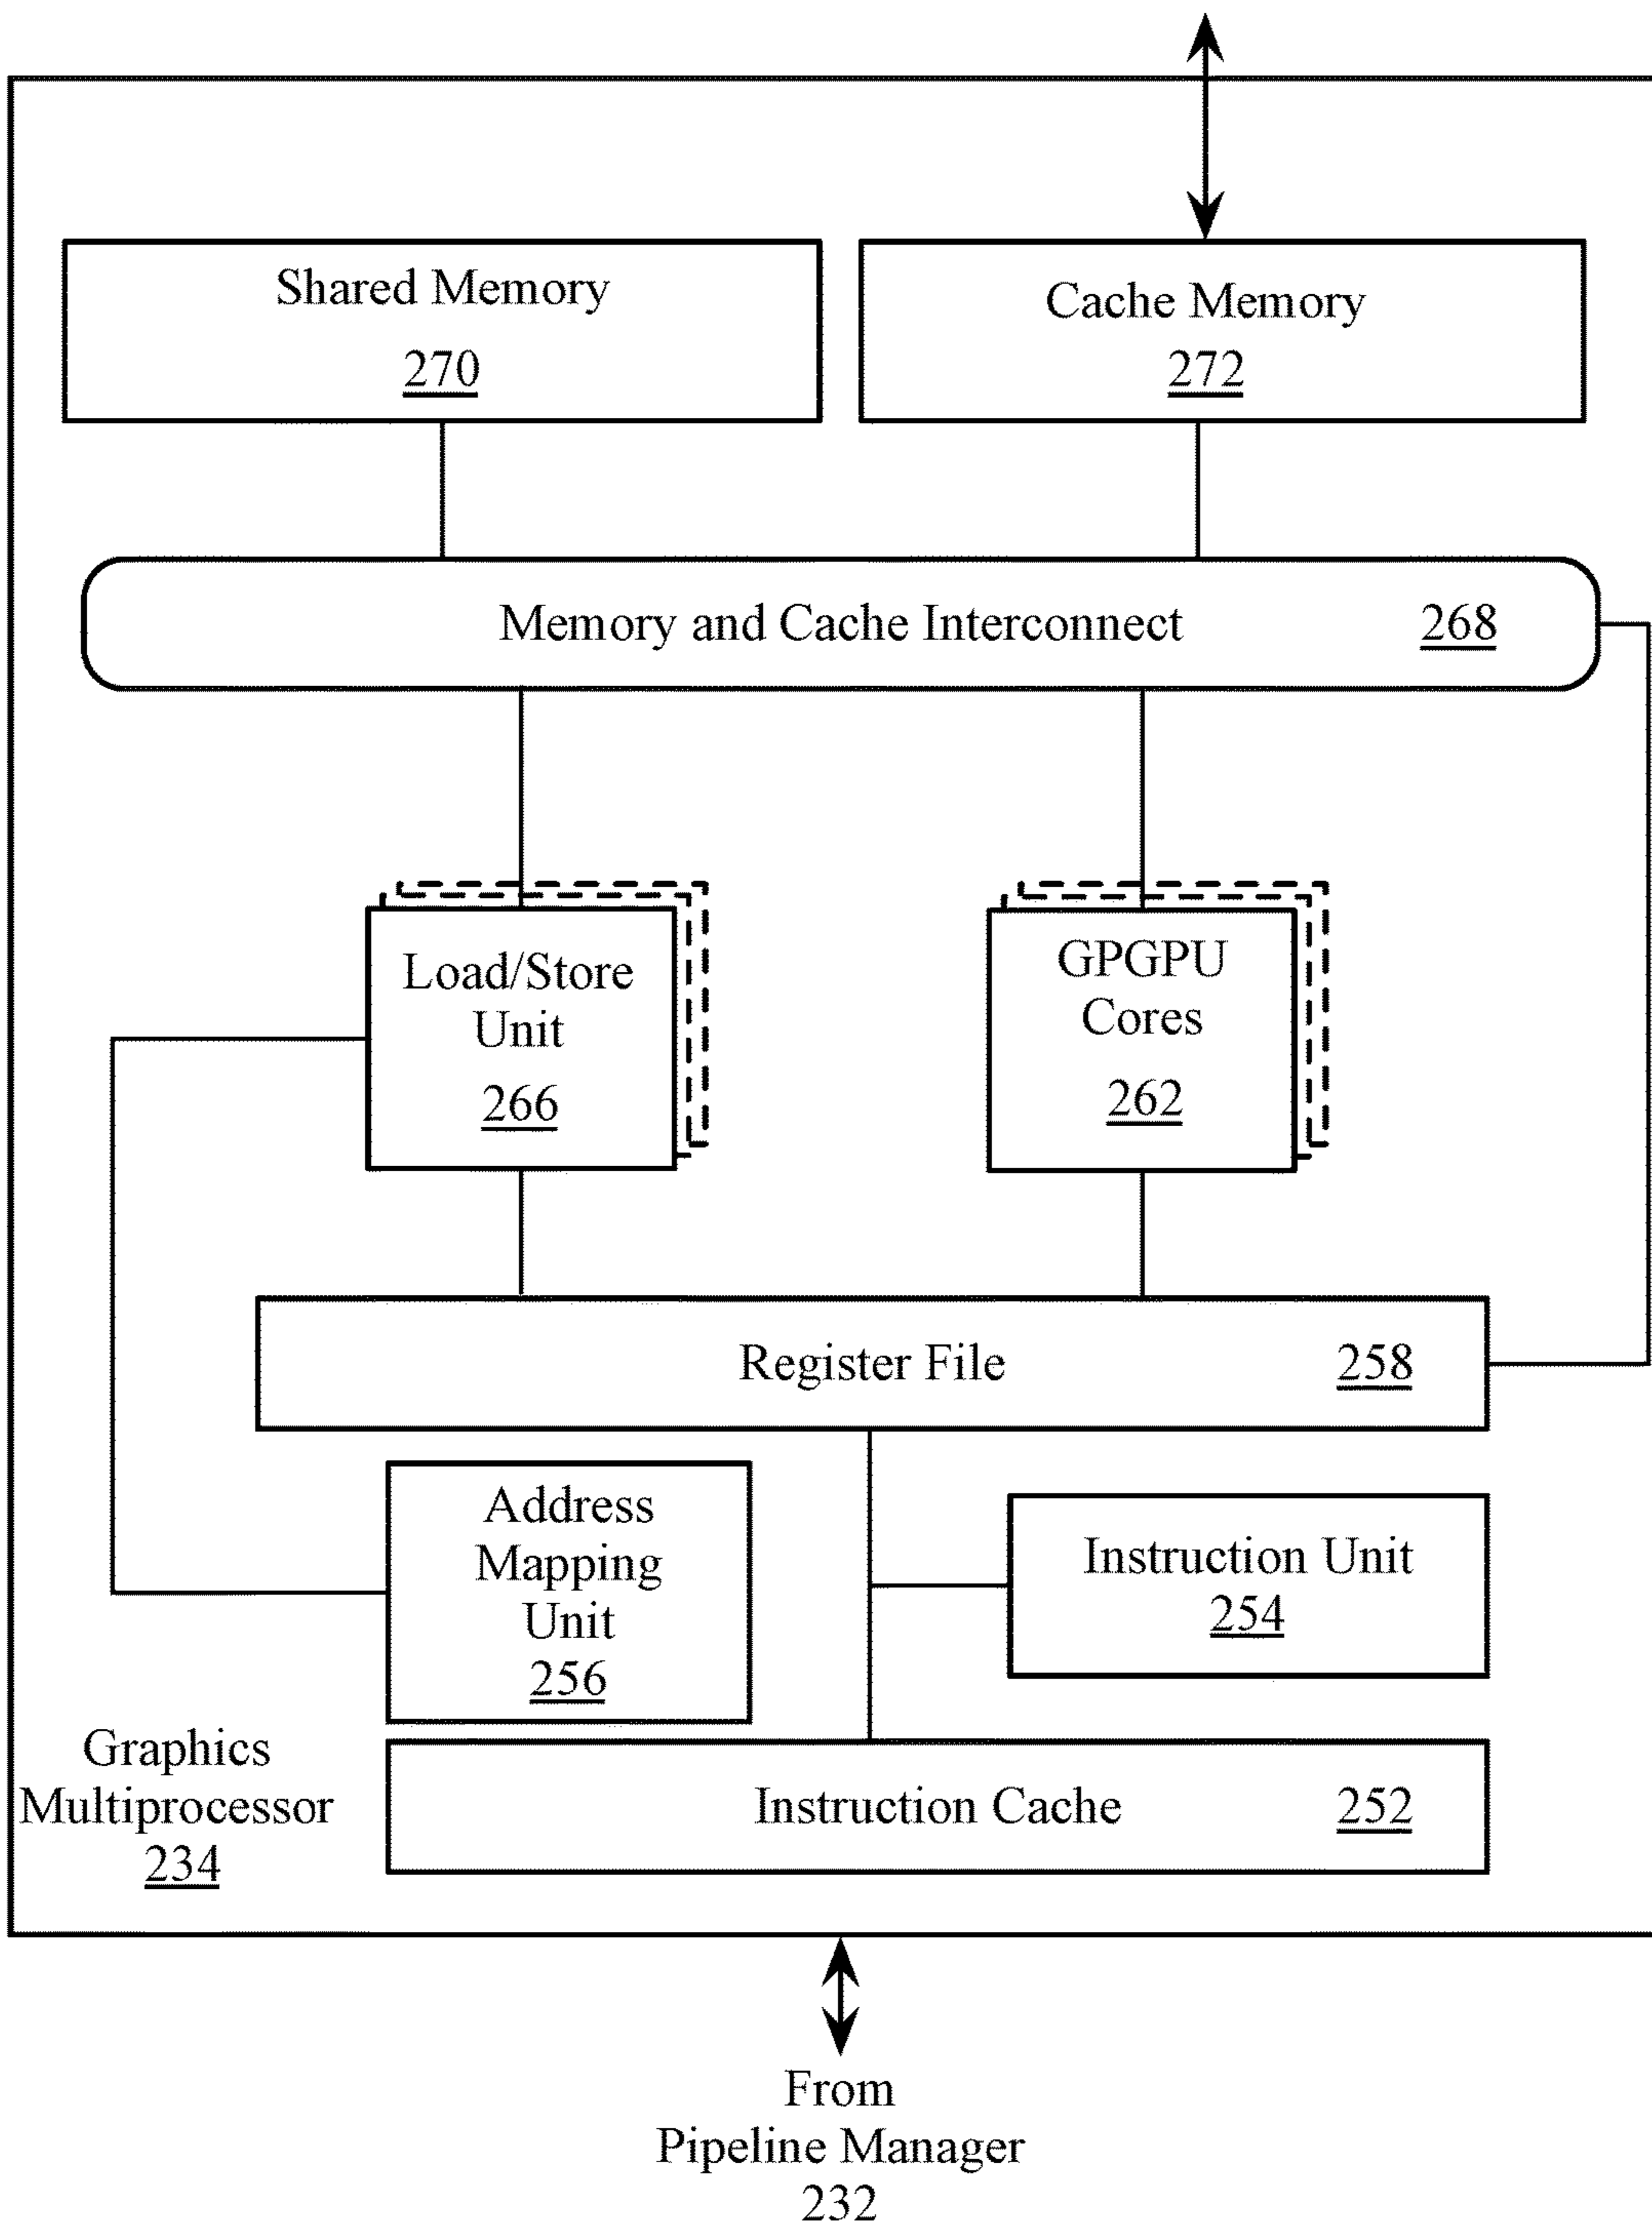 Shared Memory
270
Cache Memory
272
Memory and Cache Interconnect 268
Load/Store
Unit
266
GPGPU
Cores
262
Register File 258
Address
Mapping
Unit
256
Instruction Unit
254
Graphics
Multiprocessor
234
Instruction Cache 252
From
Pipeline Manager
232